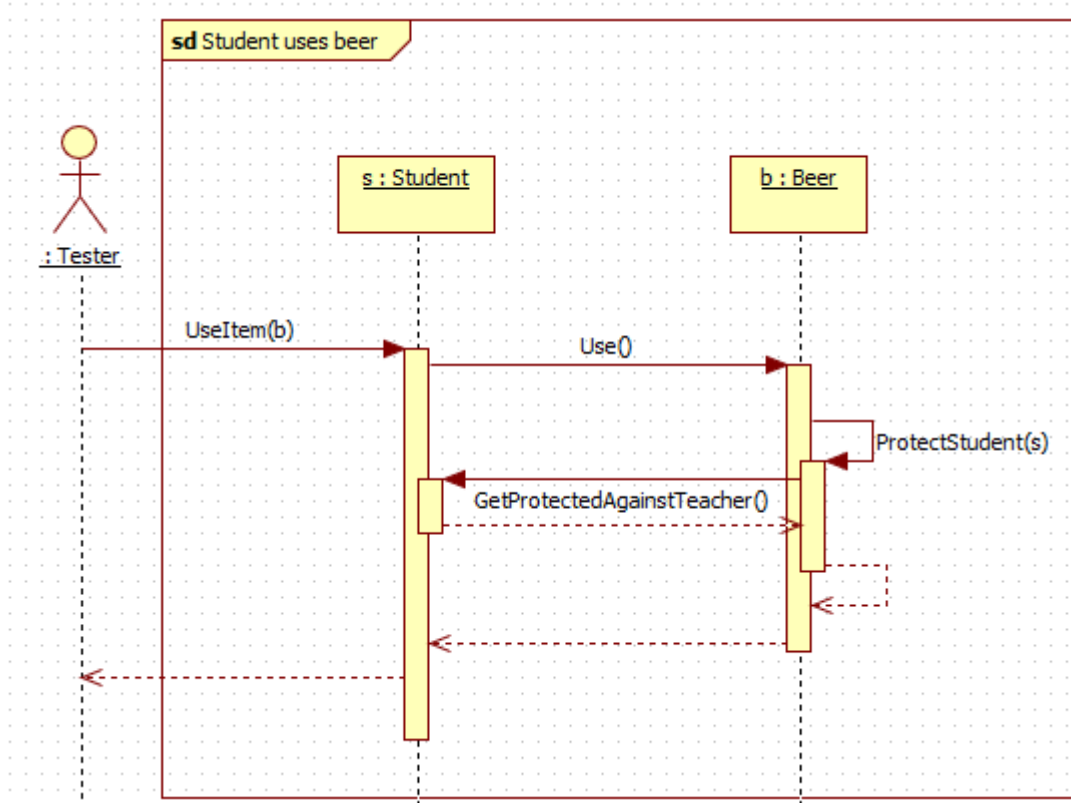 sd Student uses beer
s : Student
b : Beer
: Tester
UseItem(b)
Use()
ProtectStudent(s)
GetProtectedAgainstTeacher()